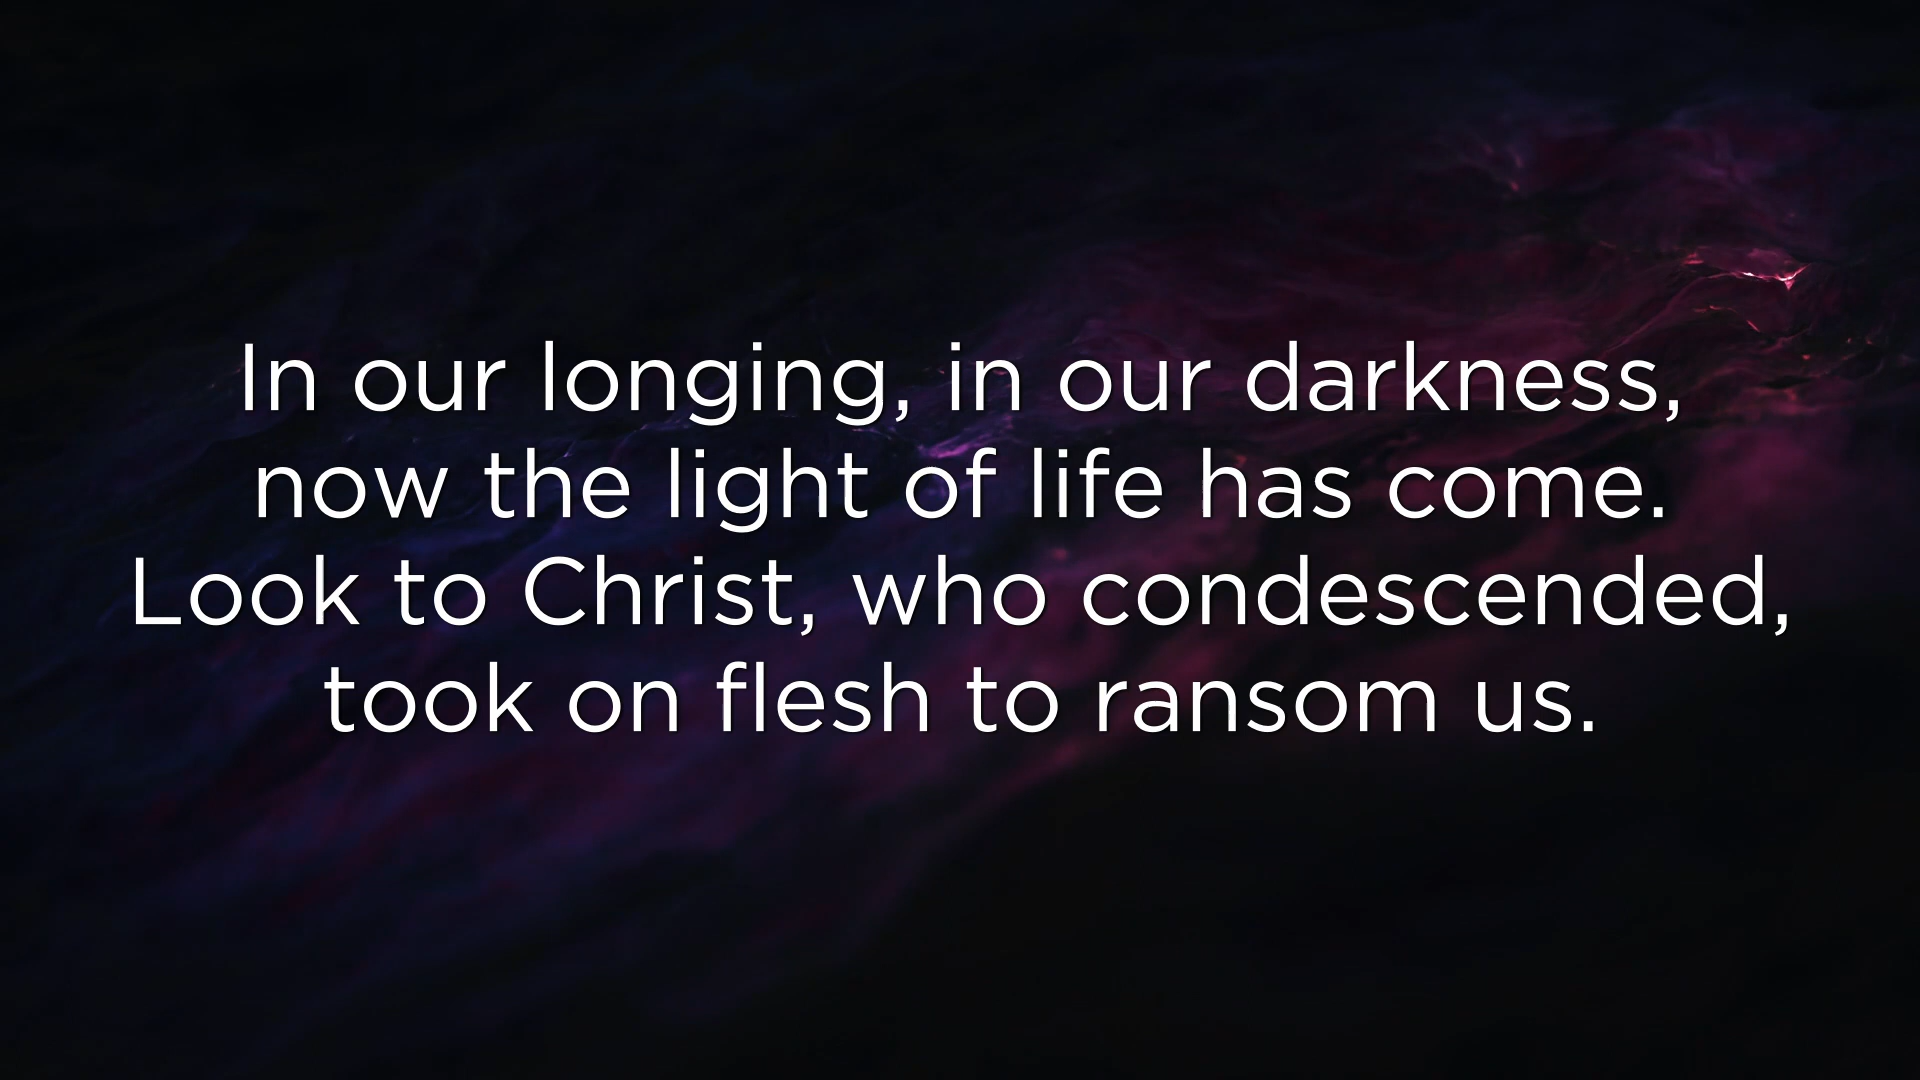 In our longing, in our darkness,
now the light of life has come.
Look to Christ, who condescended,
took on flesh to ransom us.